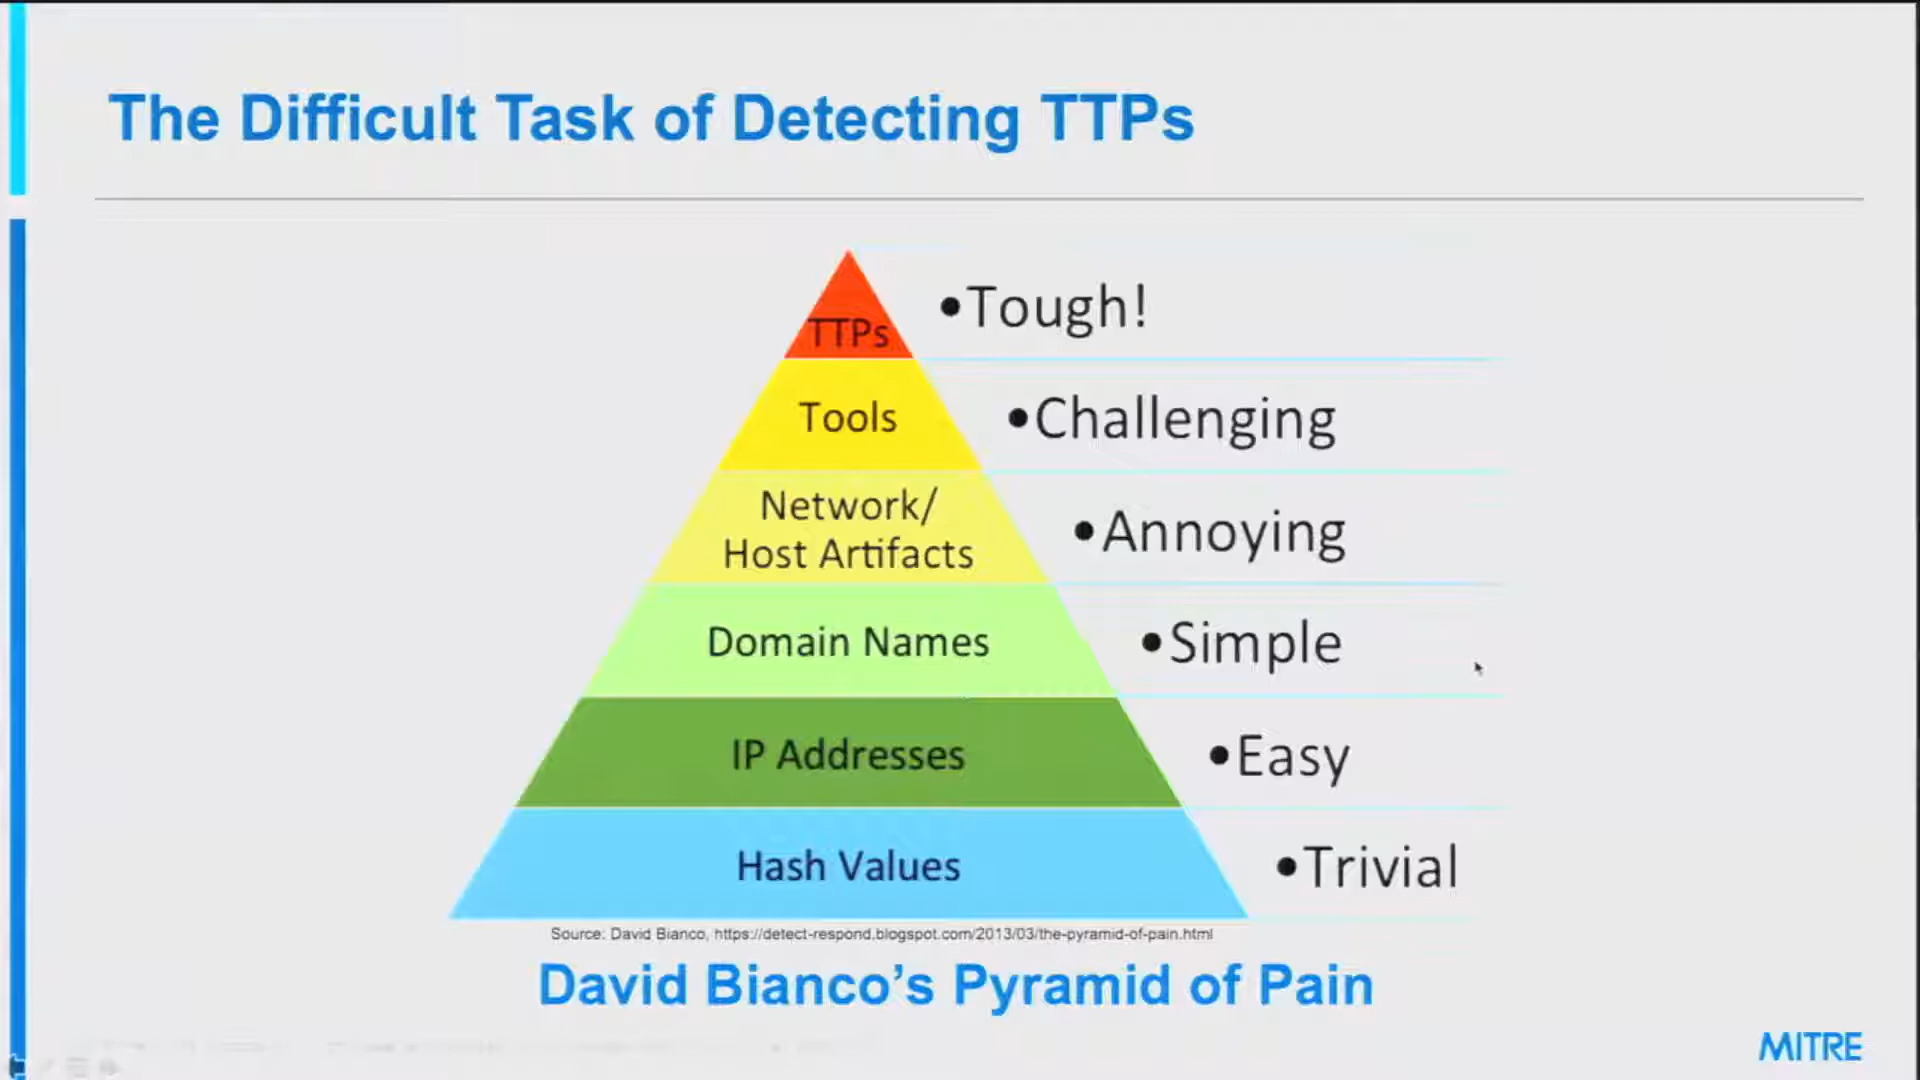 The Difficult Task of Detecting TTPs
TTPs
•Tough!
Tools
•Challenging
Network/
Host Artifacts
•Annoying
Domain Names
•Simple
IP Addresses
•Easy
Hash Values
•Trivial
Source: David Bianco, https://detect-respond.blogspot.com/2013/03/the-pyramid-of-pain.html
David Bianco’s Pyramid of Pain
MITRE